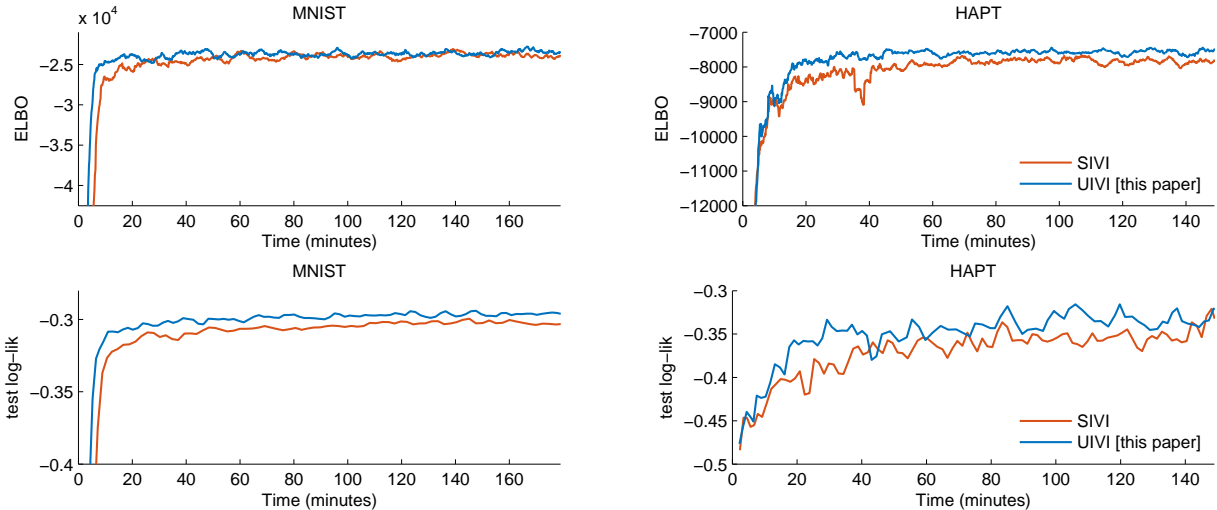 MNIST
x 10⁴
−2.5
−3
−3.5
−4
ELBO
0 20 40 60 80 100 120 140 160
Time (minutes)
HAPT
−7000
−8000
−9000
−10000
−11000
−12000
ELBO
SIVI
UIVI [this paper]
0 20 40 60 80 100 120 140
Time (minutes)
MNIST
−0.3
−0.35
−0.4
test log−lik
0 20 40 60 80 100 120 140 160
Time (minutes)
HAPT
−0.3
−0.35
−0.4
−0.45
−0.5
test log−lik
SIVI
UIVI [this paper]
0 20 40 60 80 100 120 140
Time (minutes)